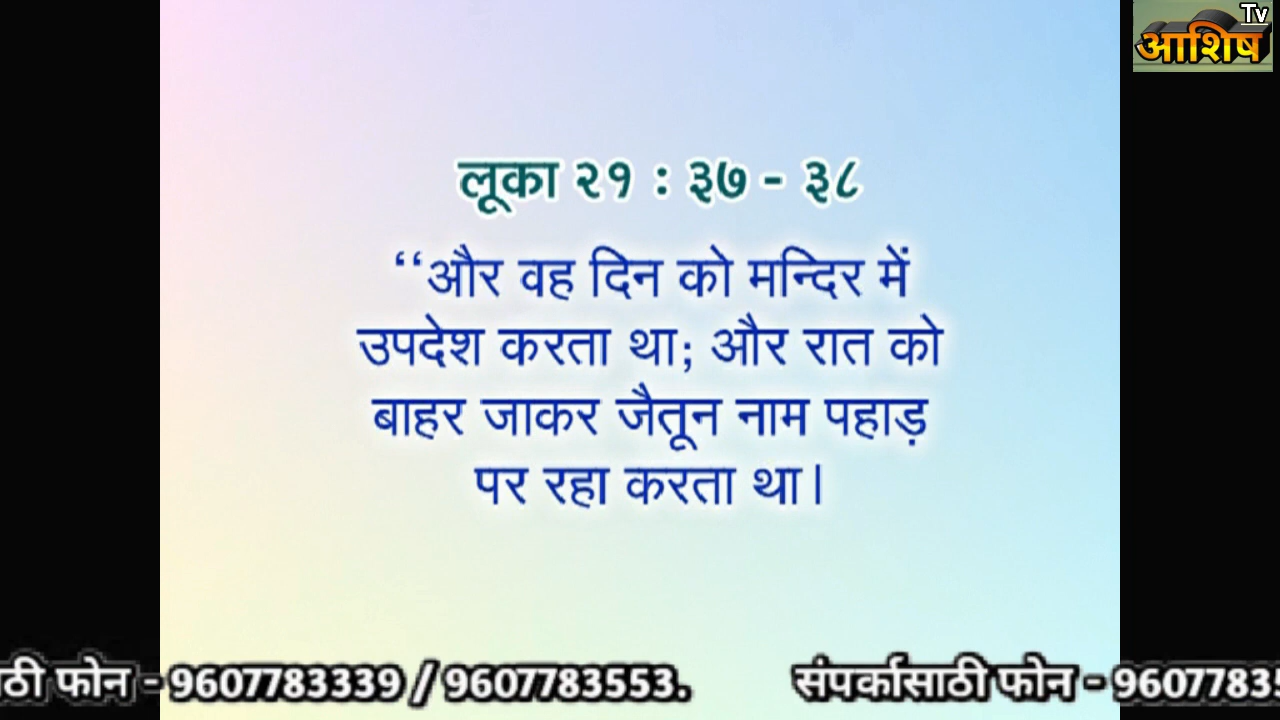 Tv
आशिष
लूका २१ : ३७ - ३८
‘‘और वह दिन को मन्दिर में
उपदेश करता था; और रात को
बाहर जाकर जैतून नाम पहाड़
पर रहा करता था।
फोन - 9607783339 / 9607783553. संपर्कासाठी फोन -